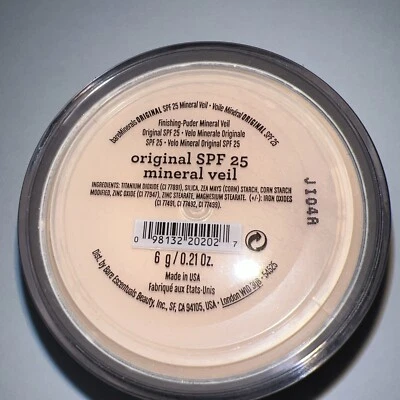 bareMinerals ORIGINAL SPF 25 Mineral Veil • Voile Minéral ORIGINAL SPF 25
Finishing-Puder Mineral Veil
Original SPF 25 • Velo Minerale Originale
SPF 25 • Velo Mineral Original SPF 25
original SPF 25
mineral veil
INGREDIENTS: TITANIUM DIOXIDE (CI 77891), SILICA, ZEA MAYS (CORN) STARCH, CORN STARCH
MODIFIED, ZINC OXIDE (CI 77947), ZINC STEARATE, MAGNESIUM STEARATE. (+/-): IRON OXIDES
(CI 77491, CI 77492, CI 77499).
0 98132 20202 7
6 g / 0.21 Oz.
Made in USA
Fabriqué aux États-Unis
Dist. by Bare Escentuals Beauty, Inc., SF, CA 94105, USA • London W10
54525
JI04A